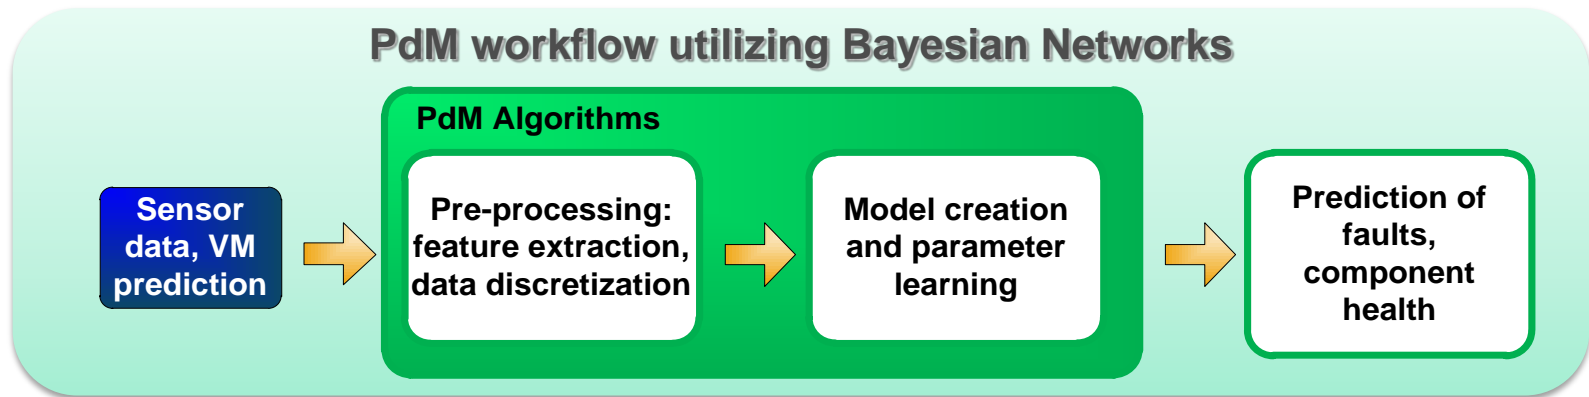 PdM workflow utilizing Bayesian Networks
PdM Algorithms
Sensor
data, VM
prediction
Pre-processing:
feature extraction,
data discretization
Model creation
and parameter
learning
Prediction of
faults,
component
health